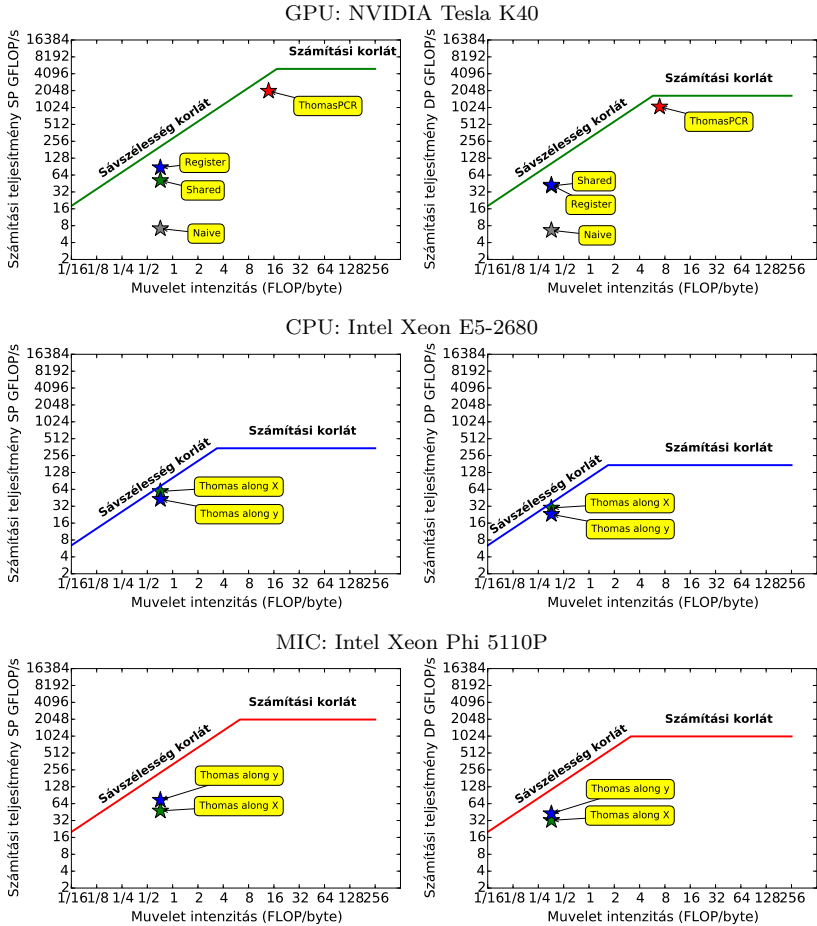 GPU: NVIDIA Tesla K40
Számítási teljesítmény SP GFLOP/s
16384
8192
4096
2048
1024
512
256
128
64
32
16
8
4
2
Számítási korlát
Sávszélesség korlát
ThomasPCR
Register
Shared
Naive
1/16 1/8 1/4 1/2 1 2 4 8 16 32 64 128 256
Muvelet intenzitás (FLOP/byte)
Számítási teljesítmény DP GFLOP/s
16384
8192
4096
2048
1024
512
256
128
64
32
16
8
4
2
Számítási korlát
Sávszélesség korlát
ThomasPCR
Shared
Register
Naive
1/16 1/8 1/4 1/2 1 2 4 8 16 32 64 128 256
Muvelet intenzitás (FLOP/byte)
CPU: Intel Xeon E5-2680
Számítási teljesítmény SP GFLOP/s
16384
8192
4096
2048
1024
512
256
128
64
32
16
8
4
2
Számítási korlát
Sávszélesség korlát
Thomas along X
Thomas along y
1/16 1/8 1/4 1/2 1 2 4 8 16 32 64 128 256
Muvelet intenzitás (FLOP/byte)
Számítási teljesítmény DP GFLOP/s
16384
8192
4096
2048
1024
512
256
128
64
32
16
8
4
2
Számítási korlát
Sávszélesség korlát
Thomas along X
Thomas along y
1/16 1/8 1/4 1/2 1 2 4 8 16 32 64 128 256
Muvelet intenzitás (FLOP/byte)
MIC: Intel Xeon Phi 5110P
Számítási teljesítmény SP GFLOP/s
16384
8192
4096
2048
1024
512
256
128
64
32
16
8
4
2
Számítási korlát
Sávszélesség korlát
Thomas along y
Thomas along X
1/16 1/8 1/4 1/2 1 2 4 8 16 32 64 128 256
Muvelet intenzitás (FLOP/byte)
Számítási teljesítmény DP GFLOP/s
16384
8192
4096
2048
1024
512
256
128
64
32
16
8
4
2
Számítási korlát
Sávszélesség korlát
Thomas along y
Thomas along X
1/16 1/8 1/4 1/2 1 2 4 8 16 32 64 128 256
Muvelet intenzitás (FLOP/byte)